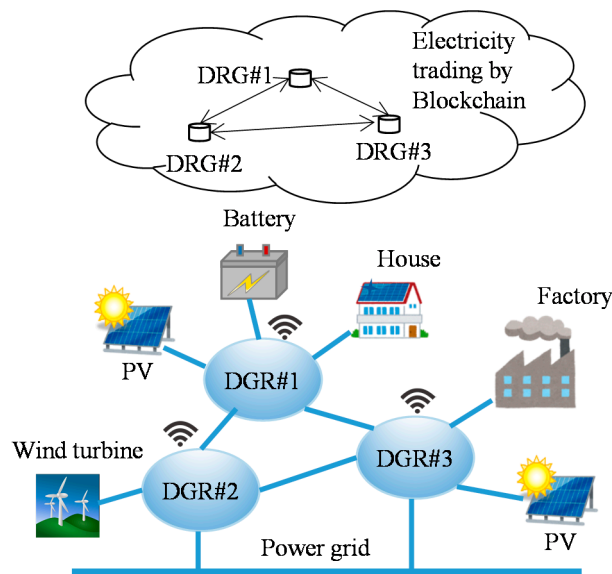 Electricity
trading by
Blockchain
DRG#1
DRG#2
DRG#3
Battery
House
Factory
PV
DGR#1
Wind turbine
DGR#2
DGR#3
PV
Power grid